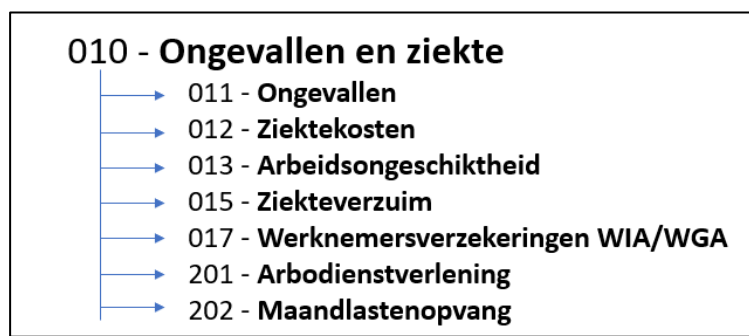 010 - Ongevallen en ziekte
011 - Ongevallen
012 - Ziektekosten
013 - Arbeidsongeschiktheid
015 - Ziekteverzuim
017 - Werknemersverzekeringen WIA/WGA
201 - Arbodienstverlening
202 - Maandlastenopvang